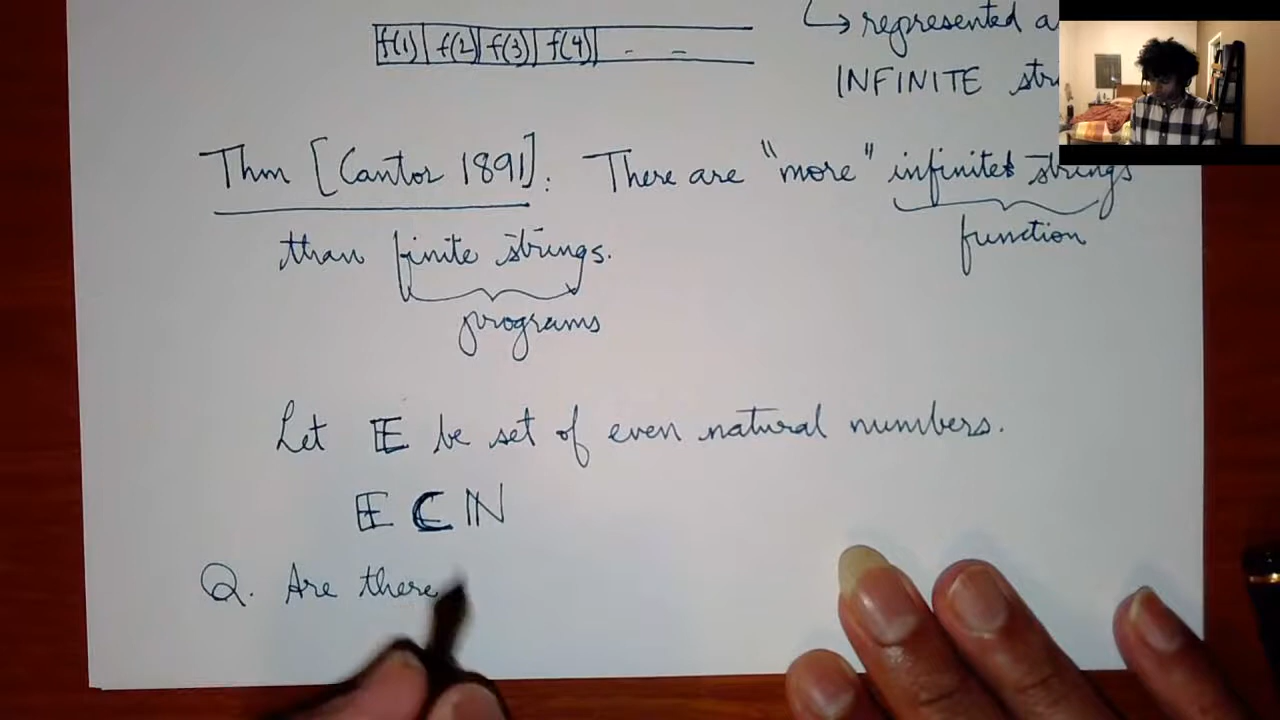 ↳ represented a
f(1) f(2) f(3) f(4) - -
INFINITE str
Thm [Cantor 1891]: There are "more" infinite strings
function
than finite strings.
programs
Let E be set of even natural numbers.
E ⊂ N
Q. Are there